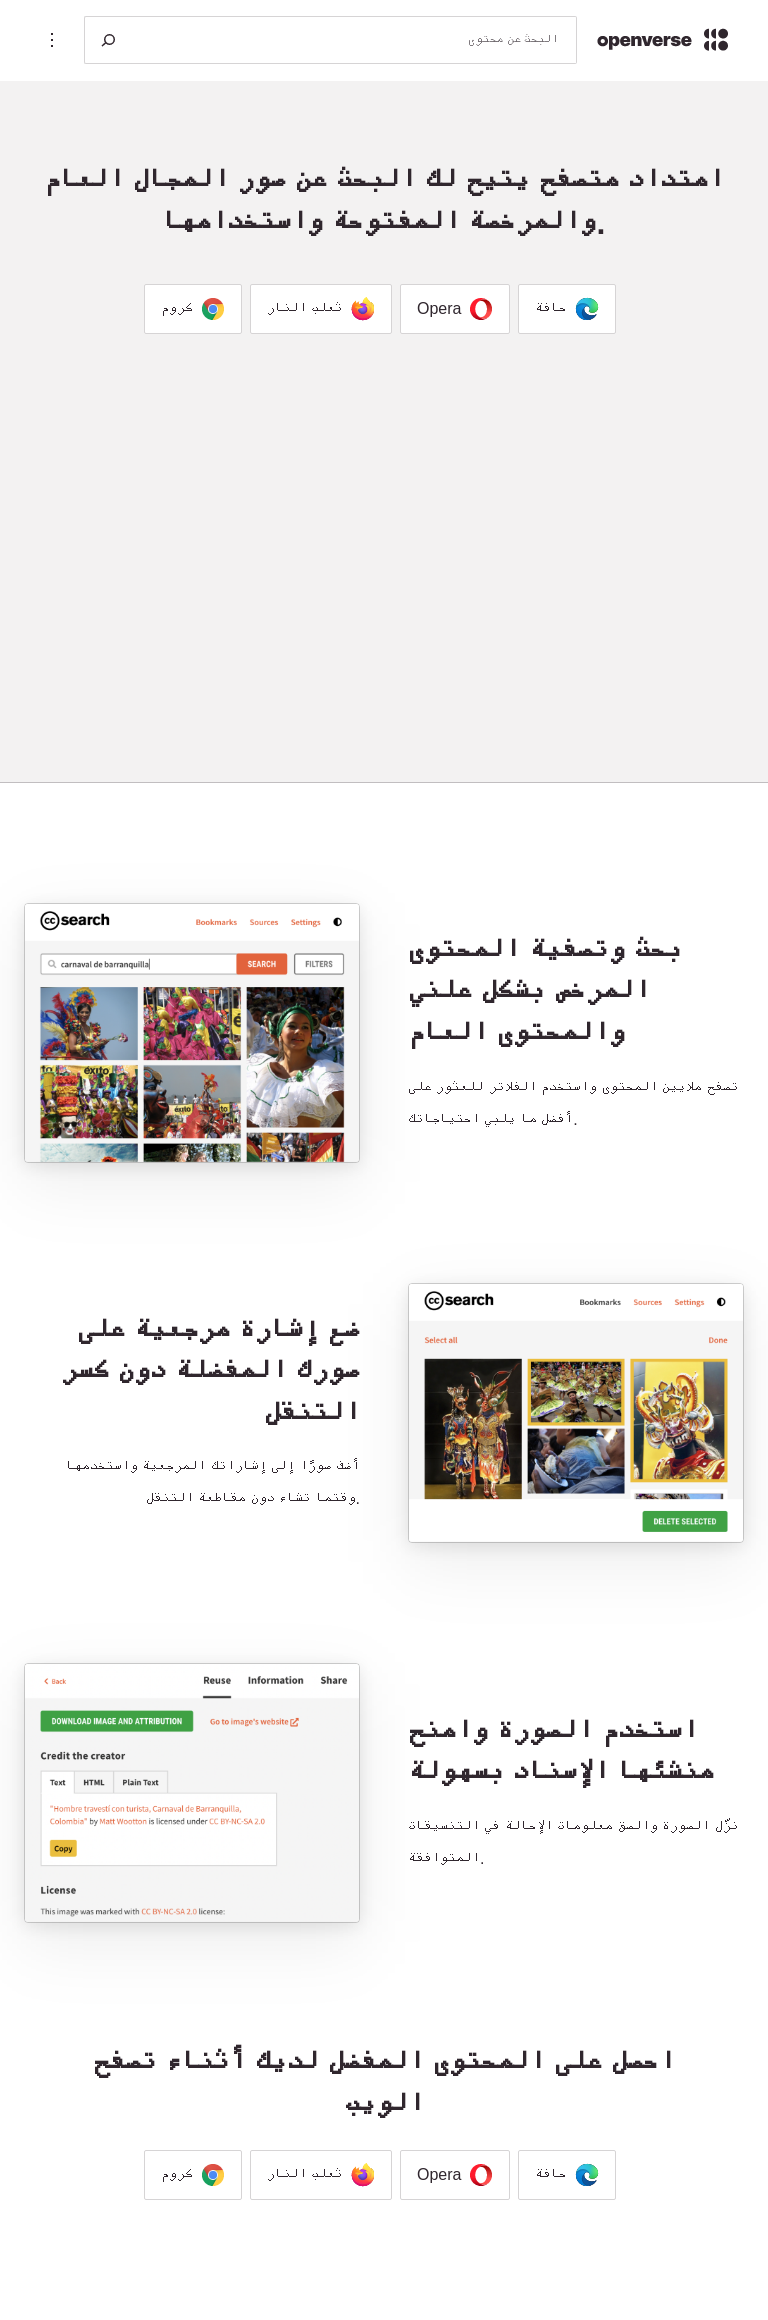 openverse
البحث عن محتوى
امتداد متصفح يتيح لك البحث عن صور المجال العام
والمرخصة المفتوحة واستخدامها.
حافة
Opera
ثعلب النار
كروم
بحث وتصفية المحتوى
المرخص بشكل علني
والمحتوى العام
تصفح ملايين المحتوى واستخدم الفلاتر للعثور على
أفضل ما يلبي احتياجاتك.
cc search
Bookmarks Sources Settings
carnaval de barranquilla
SEARCH
FILTERS
éxito
to
éxito
to
cc search
Bookmarks Sources Settings
Select all
Done
DELETE SELECTED
ضع إشارة مرجعية على
صورك المفضلة دون كسر
التنقل
أضف صورًا إلى إشاراتك المرجعية واستخدمها
وقتما تشاء دون مقاطعة التنقل.
استخدم الصورة وامنح
منشئها الإسناد بسهولة
نزّل الصورة والصق معلومات الإحالة في التنسيقات
المتوافقة.
Back
Reuse Information Share
DOWNLOAD IMAGE AND ATTRIBUTION
Go to image's website
Credit the creator
Text HTML Plain Text
"Hombre travestí con turista, Carnaval de Barranquilla,
Colombia" by Matt Wootton is licensed under CC BY-NC-SA 2.0
Copy
License
This image was marked with CC BY-NC-SA 2.0 license:
احصل على المحتوى المفضل لديك أثناء تصفح
الويب
حافة
Opera
ثعلب النار
كروم